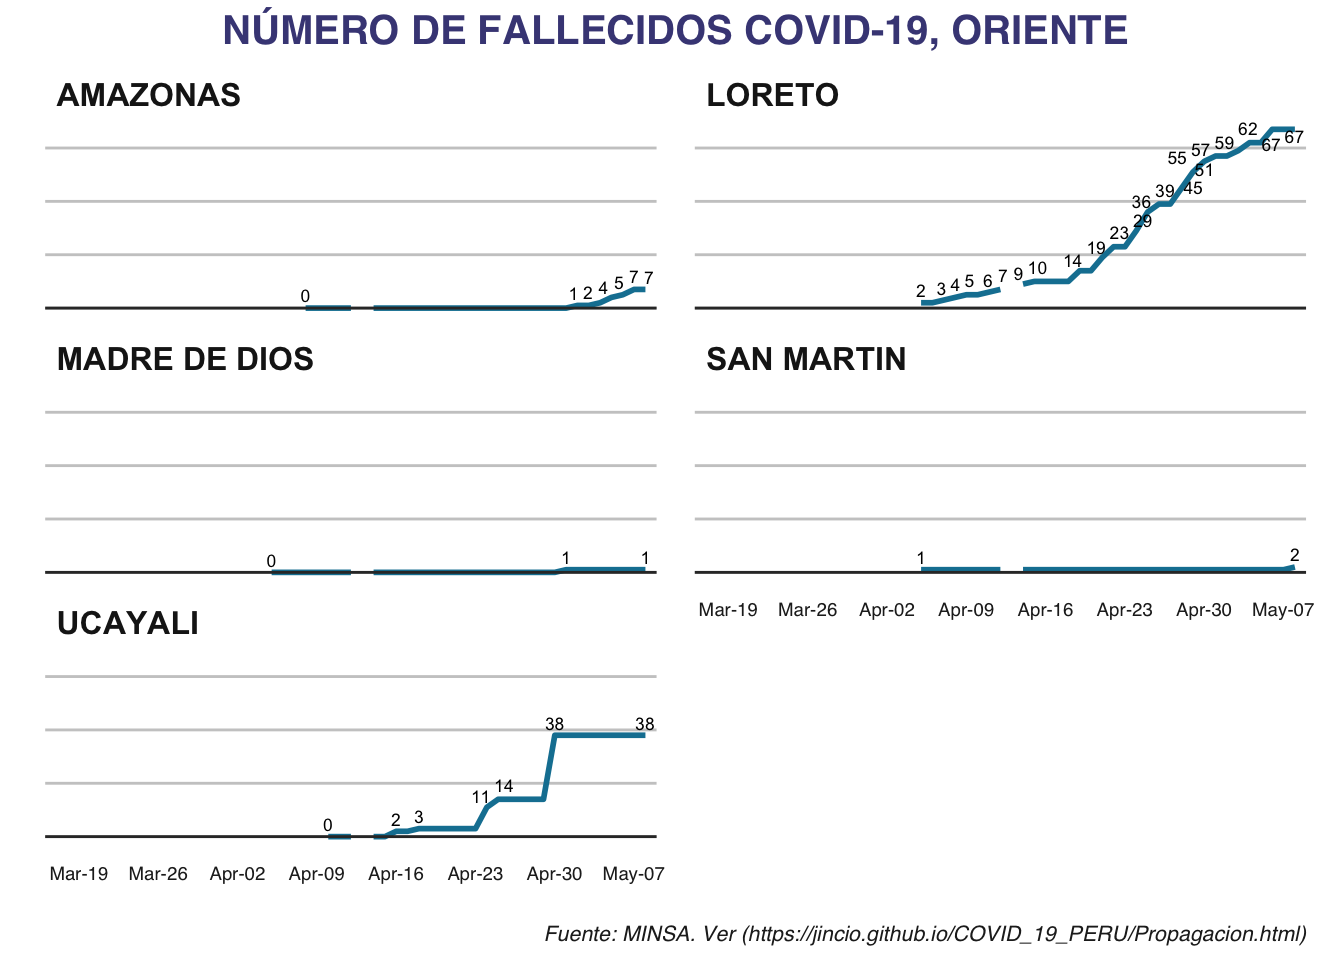 NÚMERO DE FALLECIDOS COVID-19, ORIENTE
AMAZONAS
0 1 2 4 5 7 7
LORETO
2 3 4 5 6 7 9 10 14 19 23 29 36 39 45 51 55 57 59 62 67 67
MADRE DE DIOS
0 1 1
SAN MARTIN
1 2
Mar-19 Mar-26 Apr-02 Apr-09 Apr-16 Apr-23 Apr-30 May-07
UCAYALI
0 2 3 11 14 38 38
Mar-19 Mar-26 Apr-02 Apr-09 Apr-16 Apr-23 Apr-30 May-07
Fuente: MINSA. Ver (https://jincio.github.io/COVID_19_PERU/Propagacion.html)